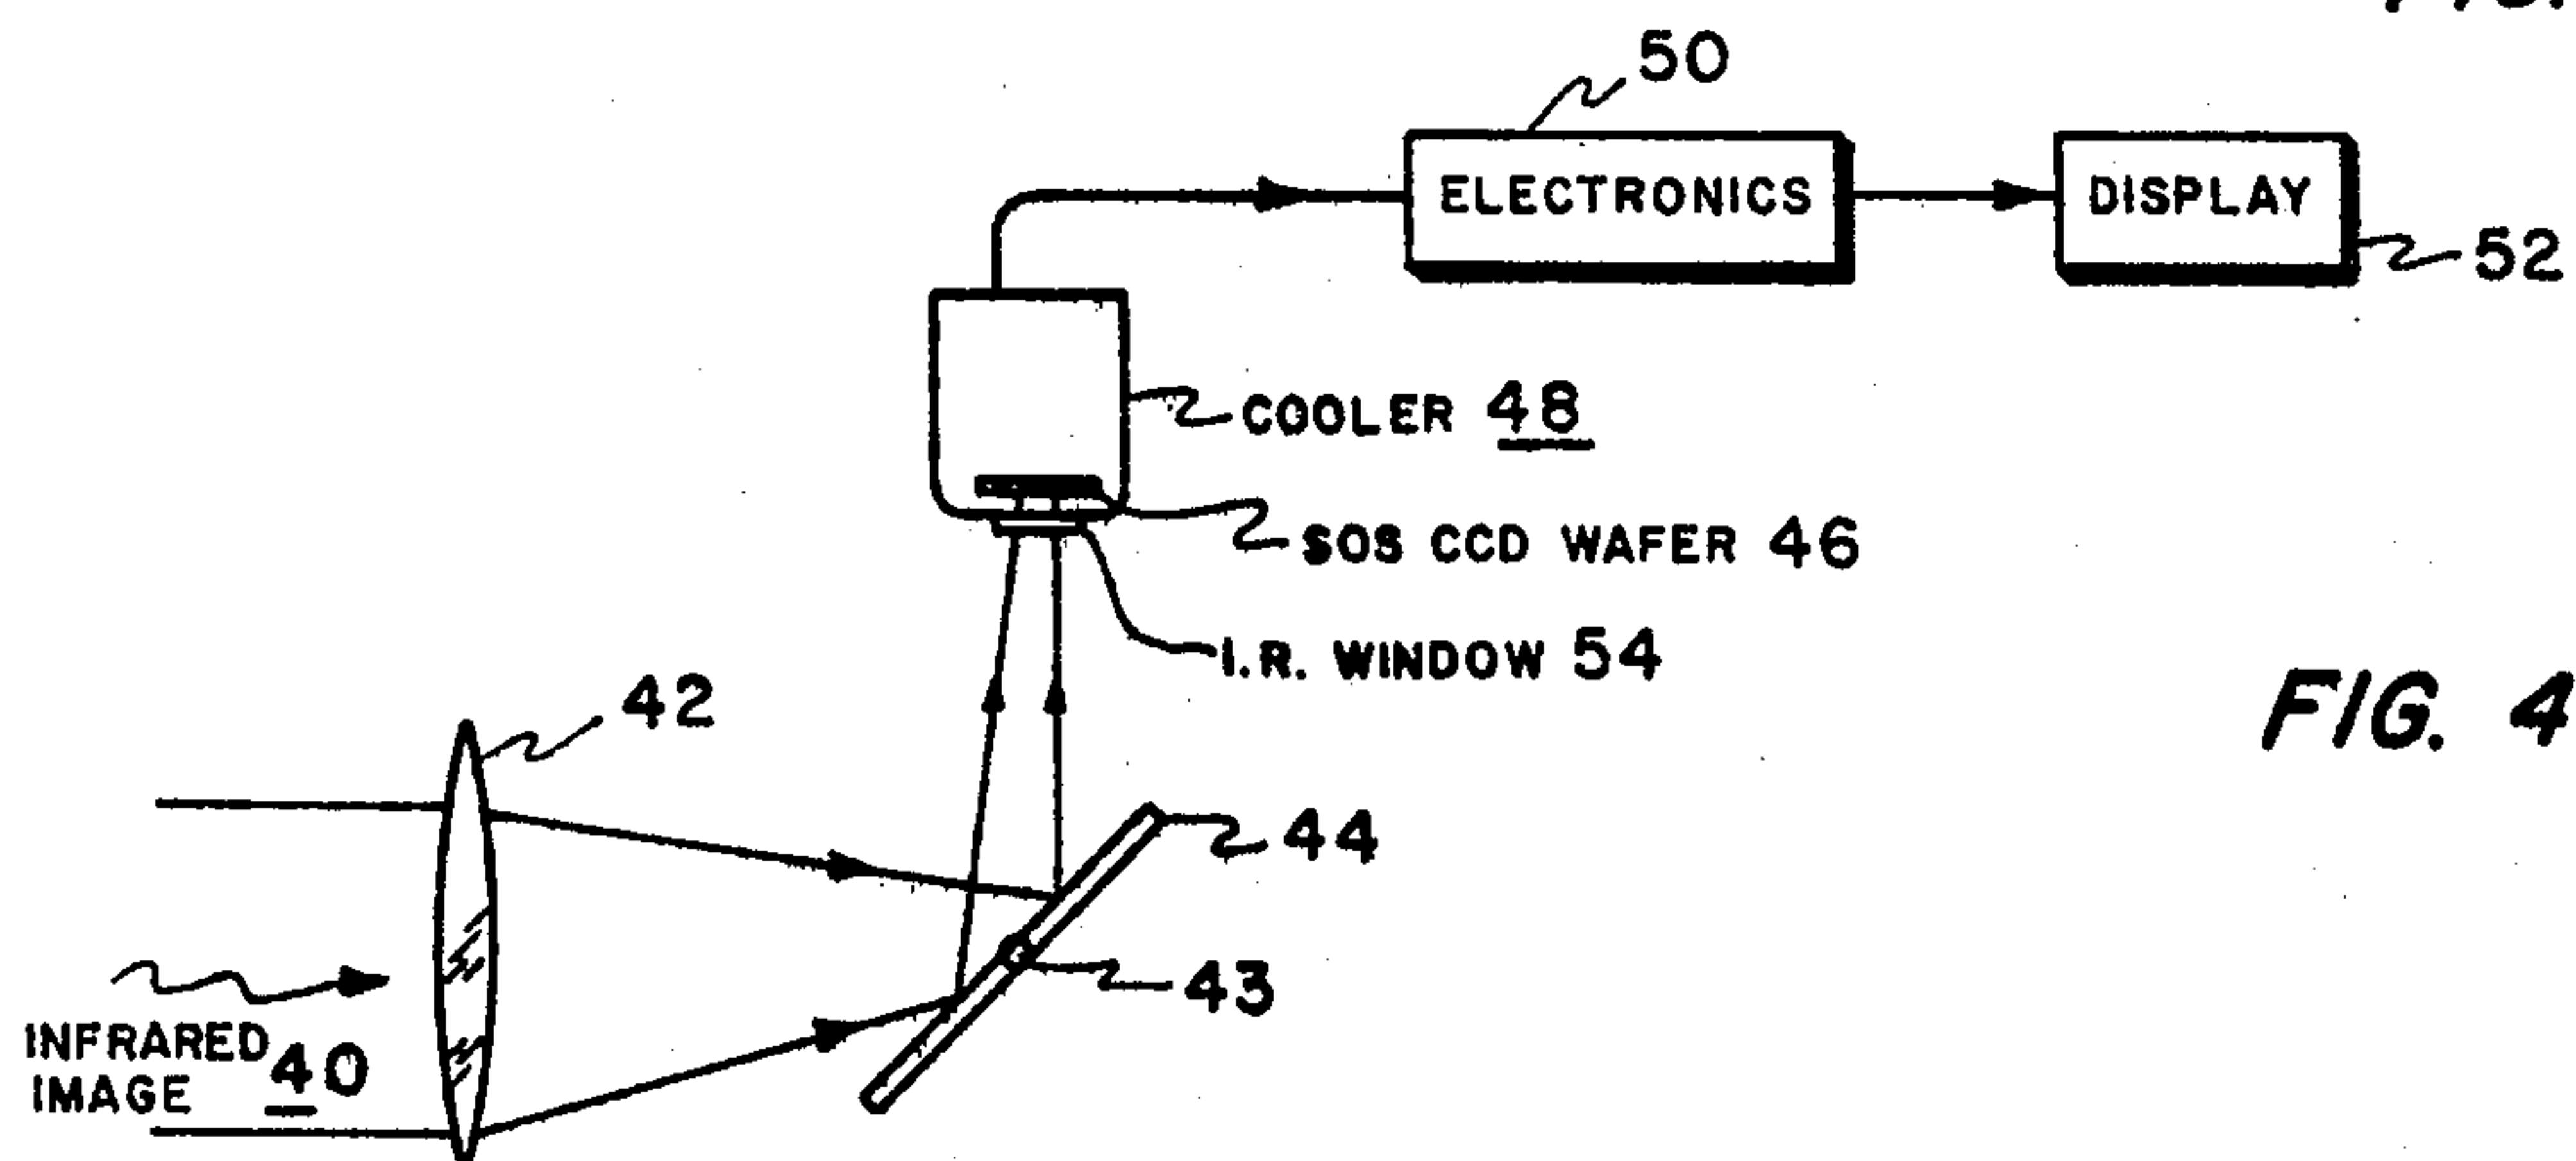 50
ELECTRONICS
DISPLAY
52
COOLER 48
SOS CCD WAFER 46
I.R. WINDOW 54
FIG. 4
42
44
43
INFRARED
IMAGE 40